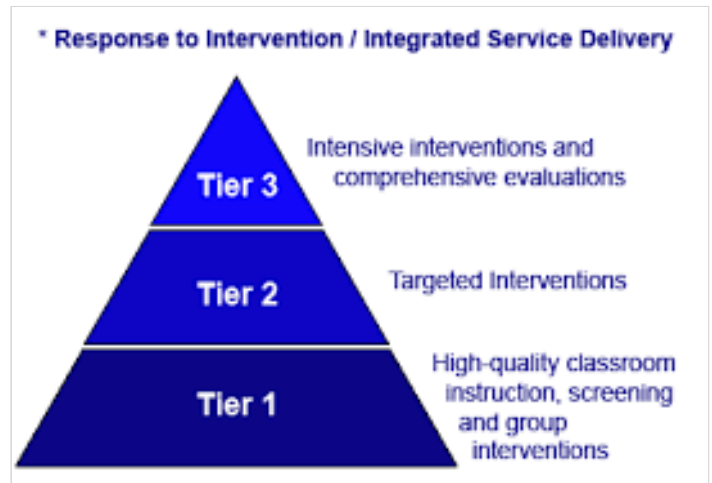 * Response to Intervention / Integrated Service Delivery
Tier 3
Intensive interventions and
comprehensive evaluations
Tier 2
Targeted Interventions
Tier 1
High-quality classroom
instruction, screening
and group
interventions